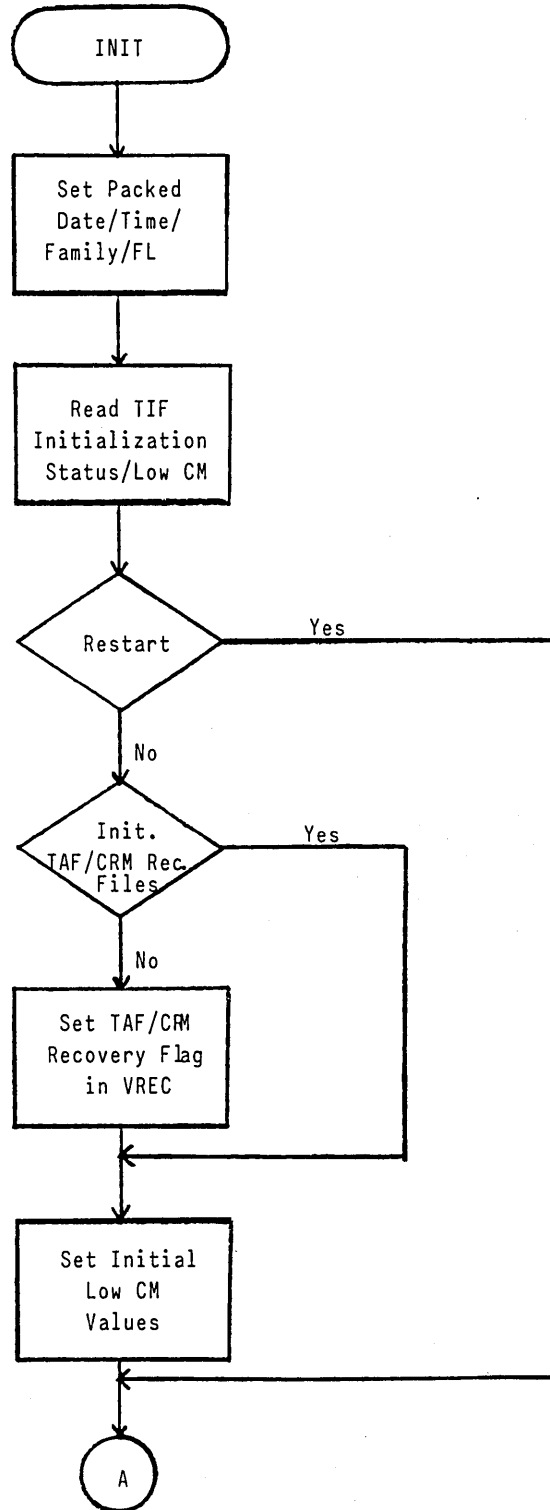 INIT
Set Packed
Date/Time/
Family/FL
Read TIF
Initialization
Status/Low CM
Restart
Yes
No
Init.
TAF/CRM Rec.
Files
Yes
No
Set TAF/CRM
Recovery Flag
in VREC
Set Initial
Low CM
Values
A